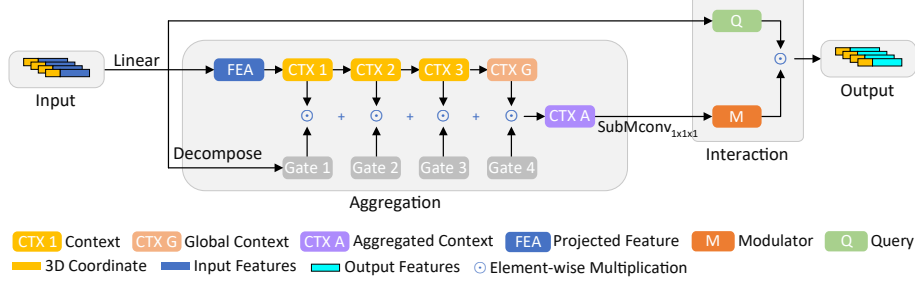 Q
Linear
FEA
CTX 1
CTX 2
CTX 3
CTX G
Input
Output
+
+
+
CTX A
SubMconv1x1x1
M
Decompose
Gate 1
Gate 2
Gate 3
Gate 4
Interaction
Aggregation
CTX 1 Context CTX G Global Context CTX A Aggregated Context FEA Projected Feature M Modulator Q Query
3D Coordinate Input Features Output Features Element-wise Multiplication